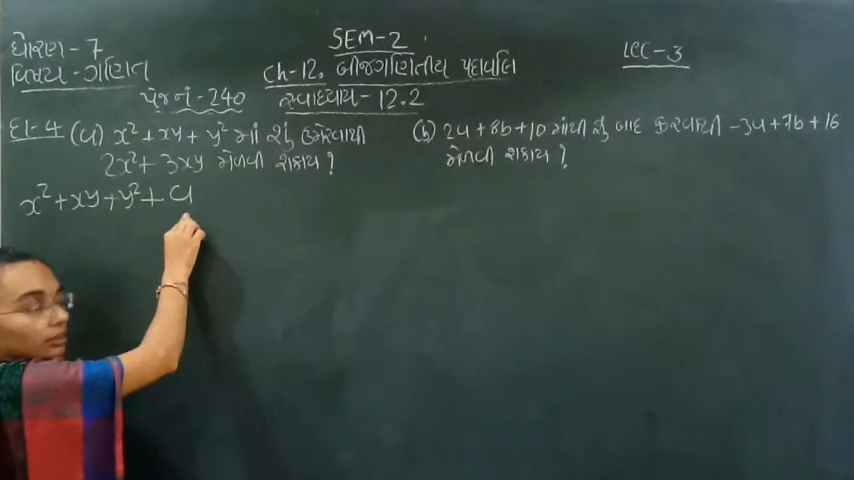 SEM-2
ધોરણ - 7
LEC-3
વિષય - ગણિત
Ch-12. બીજગણિતીય પદાવલિ
પેજ નં - 240
સ્વાધ્યાય - 12.2
દા-4 (a) x² + xy + y² માં શું ઉમેરવાથી
2x² + 3xy મેળવી શકાય ?
(b) 2a + 8b + 10 માંથી શું બાદ કરવાથી -3a + 7b + 16
મેળવી શકાય ?
x² + xy + y² + a